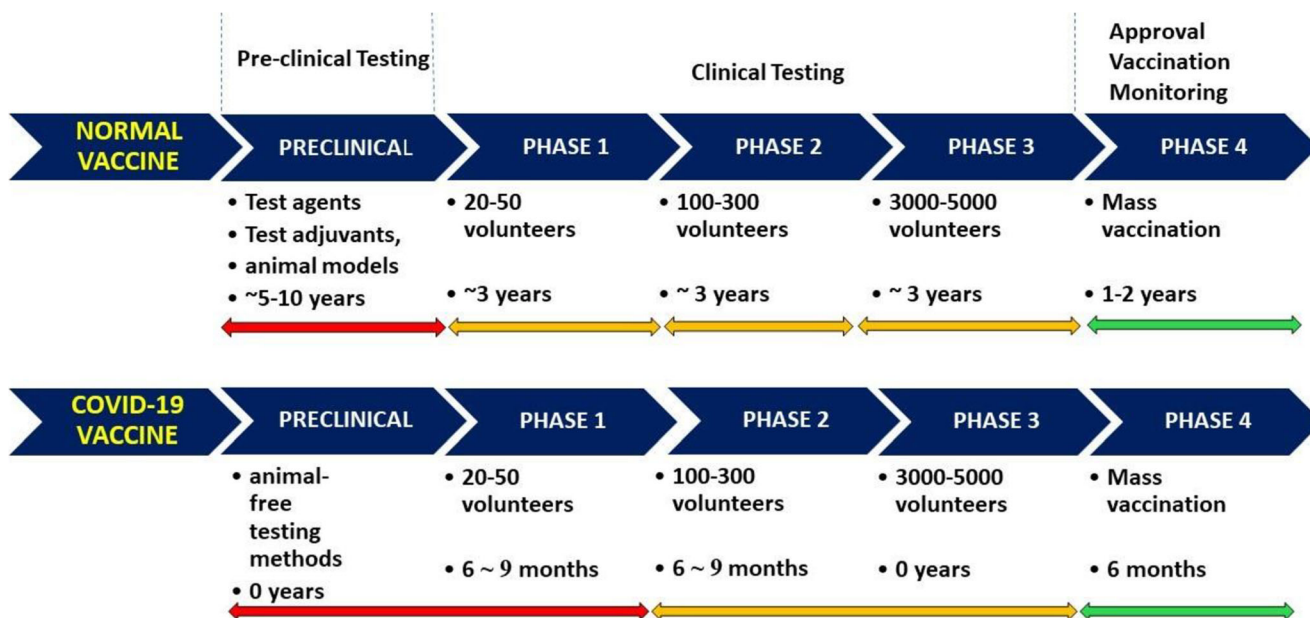 Pre-clinical Testing
Clinical Testing
Approval
Vaccination
Monitoring
NORMAL
VACCINE
PRECLINICAL
PHASE 1
PHASE 2
PHASE 3
PHASE 4
• Test agents
• Test adjuvants,
• animal models
• ~5-10 years
• 20-50
volunteers
• ~3 years
• 100-300
volunteers
• ~ 3 years
• 3000-5000
volunteers
• ~ 3 years
• Mass
vaccination
• 1-2 years
COVID-19
VACCINE
PRECLINICAL
PHASE 1
PHASE 2
PHASE 3
PHASE 4
• animal-
free
testing
methods
• 0 years
• 20-50
volunteers
• 6 ~ 9 months
• 100-300
volunteers
• 6 ~ 9 months
• 3000-5000
volunteers
• 0 years
• Mass
vaccination
• 6 months